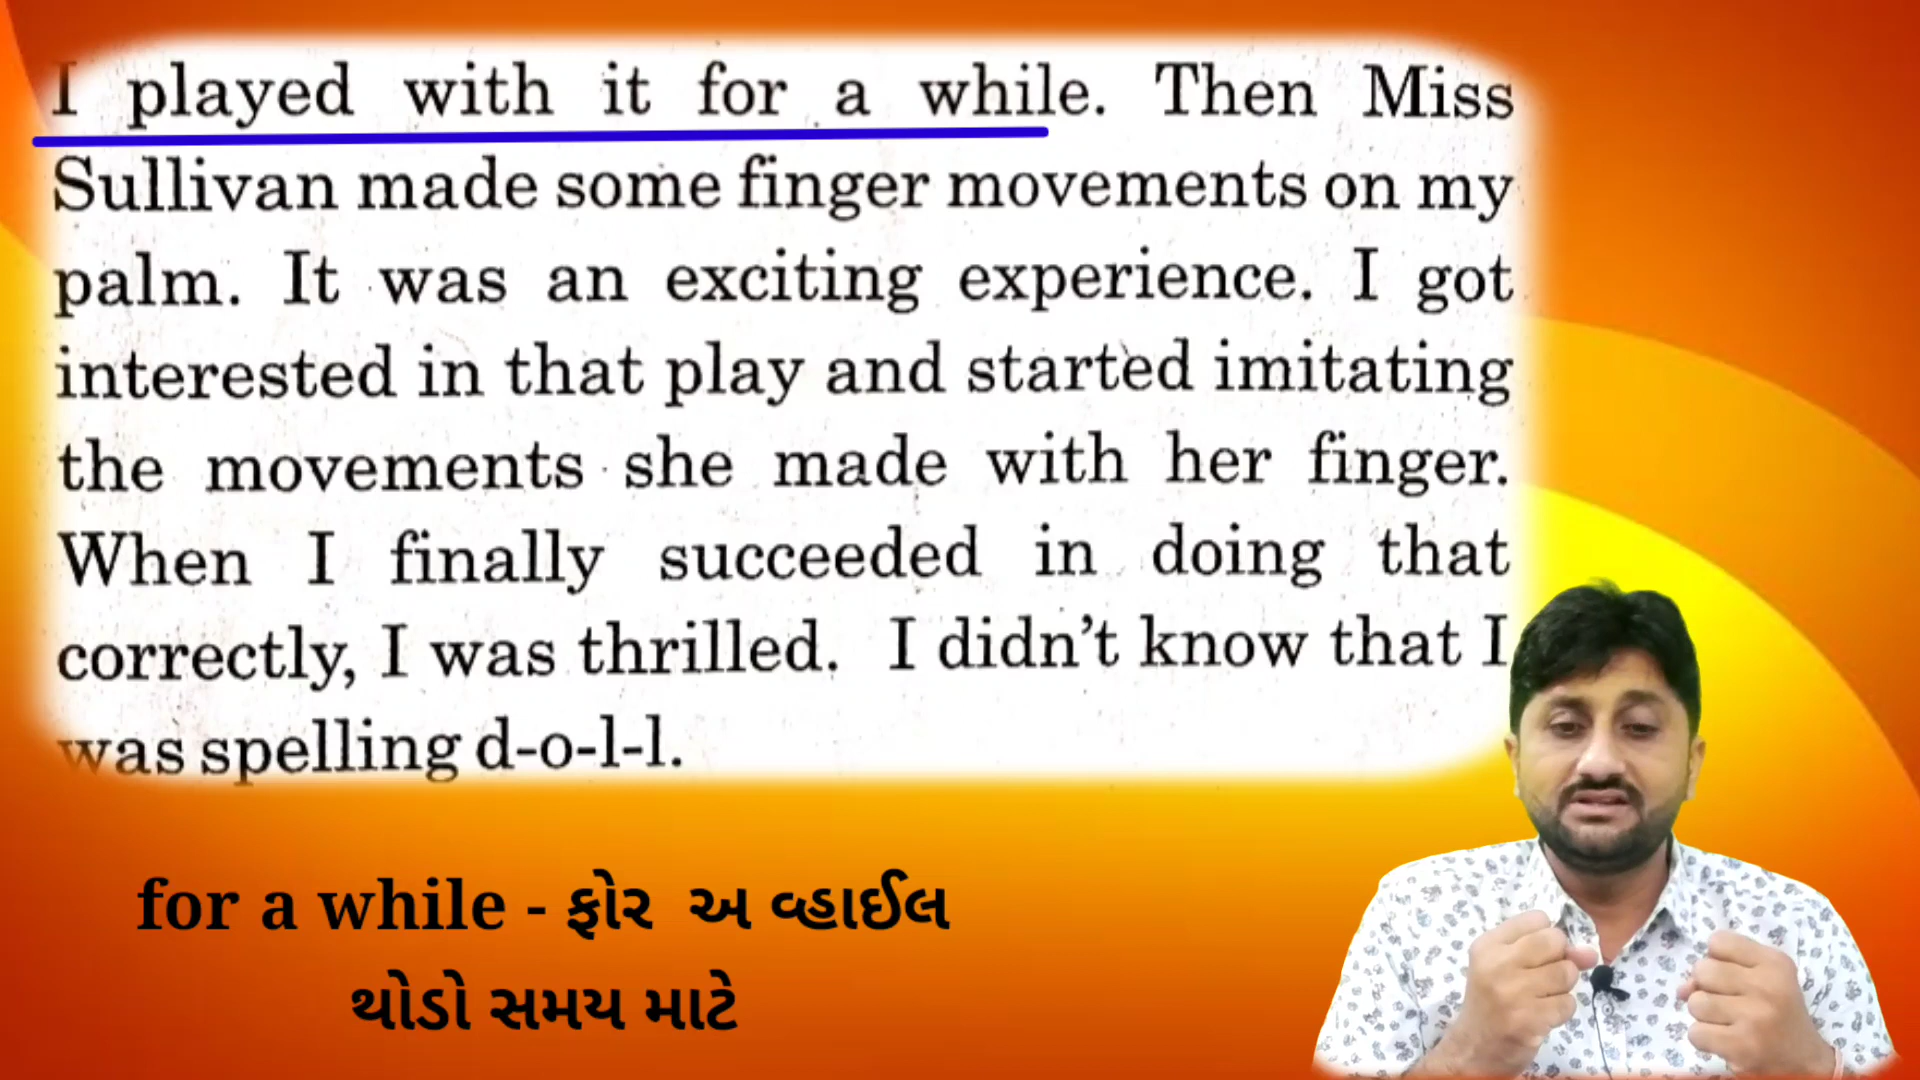 I played with it for a while. Then Miss
Sullivan made some finger movements on my
palm. It was an exciting experience. I got
interested in that play and started imitating
the movements she made with her finger.
When I finally succeeded in doing that
correctly, I was thrilled. I didn't know that I
was spelling d-o-l-l.
for a while - ફોર અ વ્હાઈલ
થોડો સમય માટે